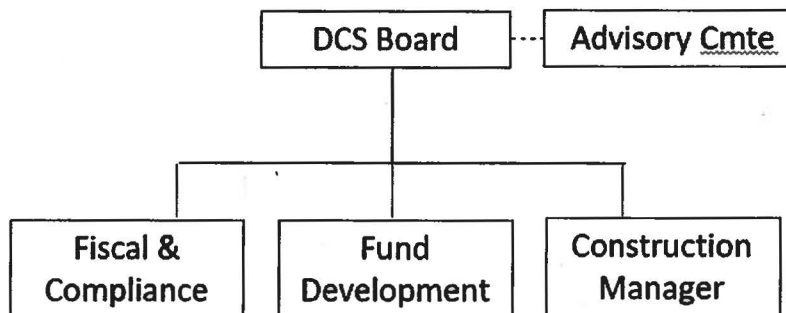 DCS Board
Advisory Cmte
Fiscal &
Compliance
Fund
Development
Construction
Manager